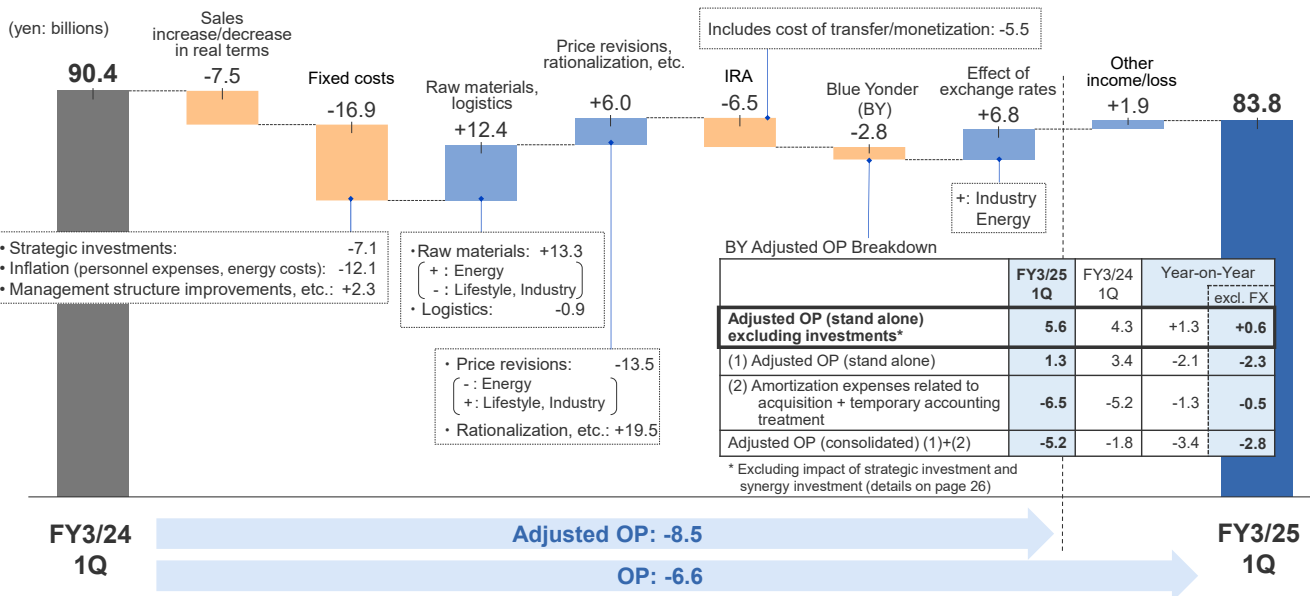 (yen: billions)
90.4
Sales
increase/decrease
in real terms
-7.5
Fixed costs
-16.9
Raw materials,
logistics
+12.4
Price revisions,
rationalization, etc.
+6.0
Includes cost of transfer/monetization: -5.5
IRA
-6.5
Blue Yonder
(BY)
-2.8
Effect of
exchange rates
+6.8
Other
income/loss
+1.9
83.8
• Strategic investments: -7.1
• Inflation (personnel expenses, energy costs): -12.1
• Management structure improvements, etc.: +2.3
・Raw materials: +13.3
+ : Energy
- : Lifestyle, Industry
・Logistics: -0.9
・Price revisions: -13.5
- : Energy
+: Lifestyle, Industry
・Rationalization, etc.: +19.5
+: Industry
Energy
BY Adjusted OP Breakdown
FY3/25 1Q FY3/24 1Q Year-on-Year
excl. FX
Adjusted OP (stand alone)
excluding investments* 5.6 4.3 +1.3 +0.6
(1) Adjusted OP (stand alone) 1.3 3.4 -2.1 -2.3
(2) Amortization expenses related to
acquisition + temporary accounting -6.5 -5.2 -1.3 -0.5
treatment
Adjusted OP (consolidated) (1)+(2) -5.2 -1.8 -3.4 -2.8
* Excluding impact of strategic investment and
synergy investment (details on page 26)
FY3/24
1Q
Adjusted OP: -8.5
OP: -6.6
FY3/25
1Q